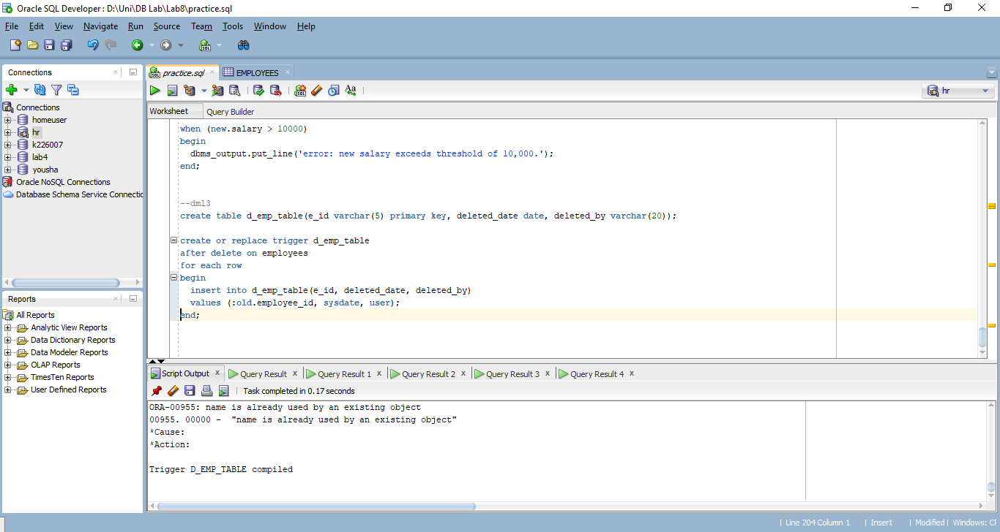 Oracle SQL Developer : D:\Uni\DB Lab\Lab8\practice.sql
File Edit View Navigate Run Source Team Tools Window Help
Connections
Connections
homeuser
hr
k226007
lab4
yousha
Oracle NoSQL Connections
Database Schema Service Connectio
Reports
All Reports
Analytic View Reports
Data Dictionary Reports
Data Modeler Reports
OLAP Reports
TimesTen Reports
User Defined Reports
practice.sql
EMPLOYEES
hr
Worksheet Query Builder
when (new.salary > 10000)
begin
dbms_output.put_line('error: new salary exceeds threshold of 10,000.');
end;
--dml3
create table d_emp_table(e_id varchar(5) primary key, deleted_date date, deleted_by varchar(20));
create or replace trigger d_emp_table
after delete on employees
for each row
begin
insert into d_emp_table(e_id, deleted_date, deleted_by)
values (:old.employee_id, sysdate, user);
end;
Script Output x Query Result x Query Result 1 x Query Result 2 x Query Result 3 x Query Result 4 x
Task completed in 0.17 seconds
ORA-00955: name is already used by an existing object
00955. 00000 - "name is already used by an existing object"
*Cause:
*Action:
Trigger D_EMP_TABLE compiled
| Line 204 Column 1 | Insert | Modified | Windows: CF